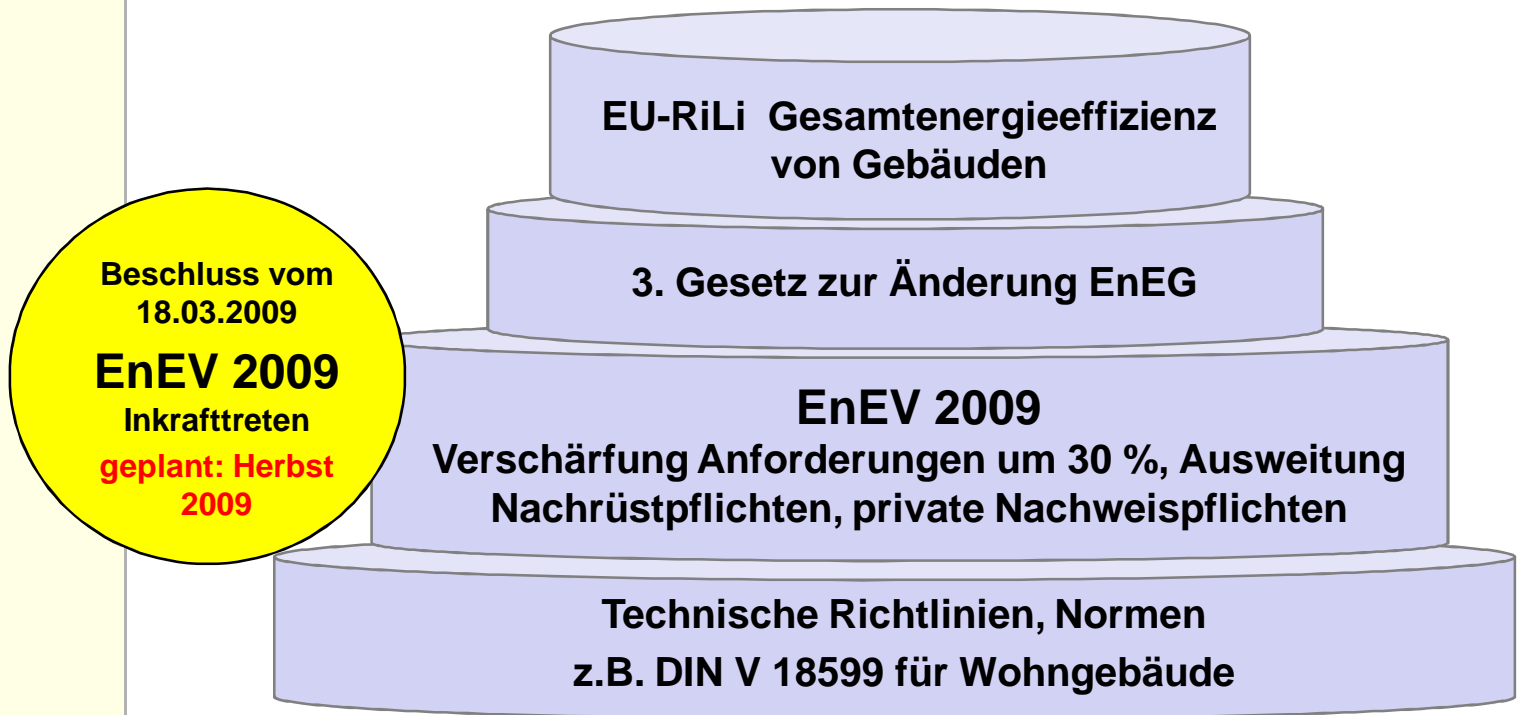 EU-RiLi Gesamtenergieeffizienz
von Gebäuden
3. Gesetz zur Änderung EnEG
Beschluss vom
18.03.2009
EnEV 2009
Inkrafttreten
geplant: Herbst
2009
EnEV 2009
Verschärfung Anforderungen um 30 %, Ausweitung
Nachrüstpflichten, private Nachweispflichten
Technische Richtlinien, Normen
z.B. DIN V 18599 für Wohngebäude